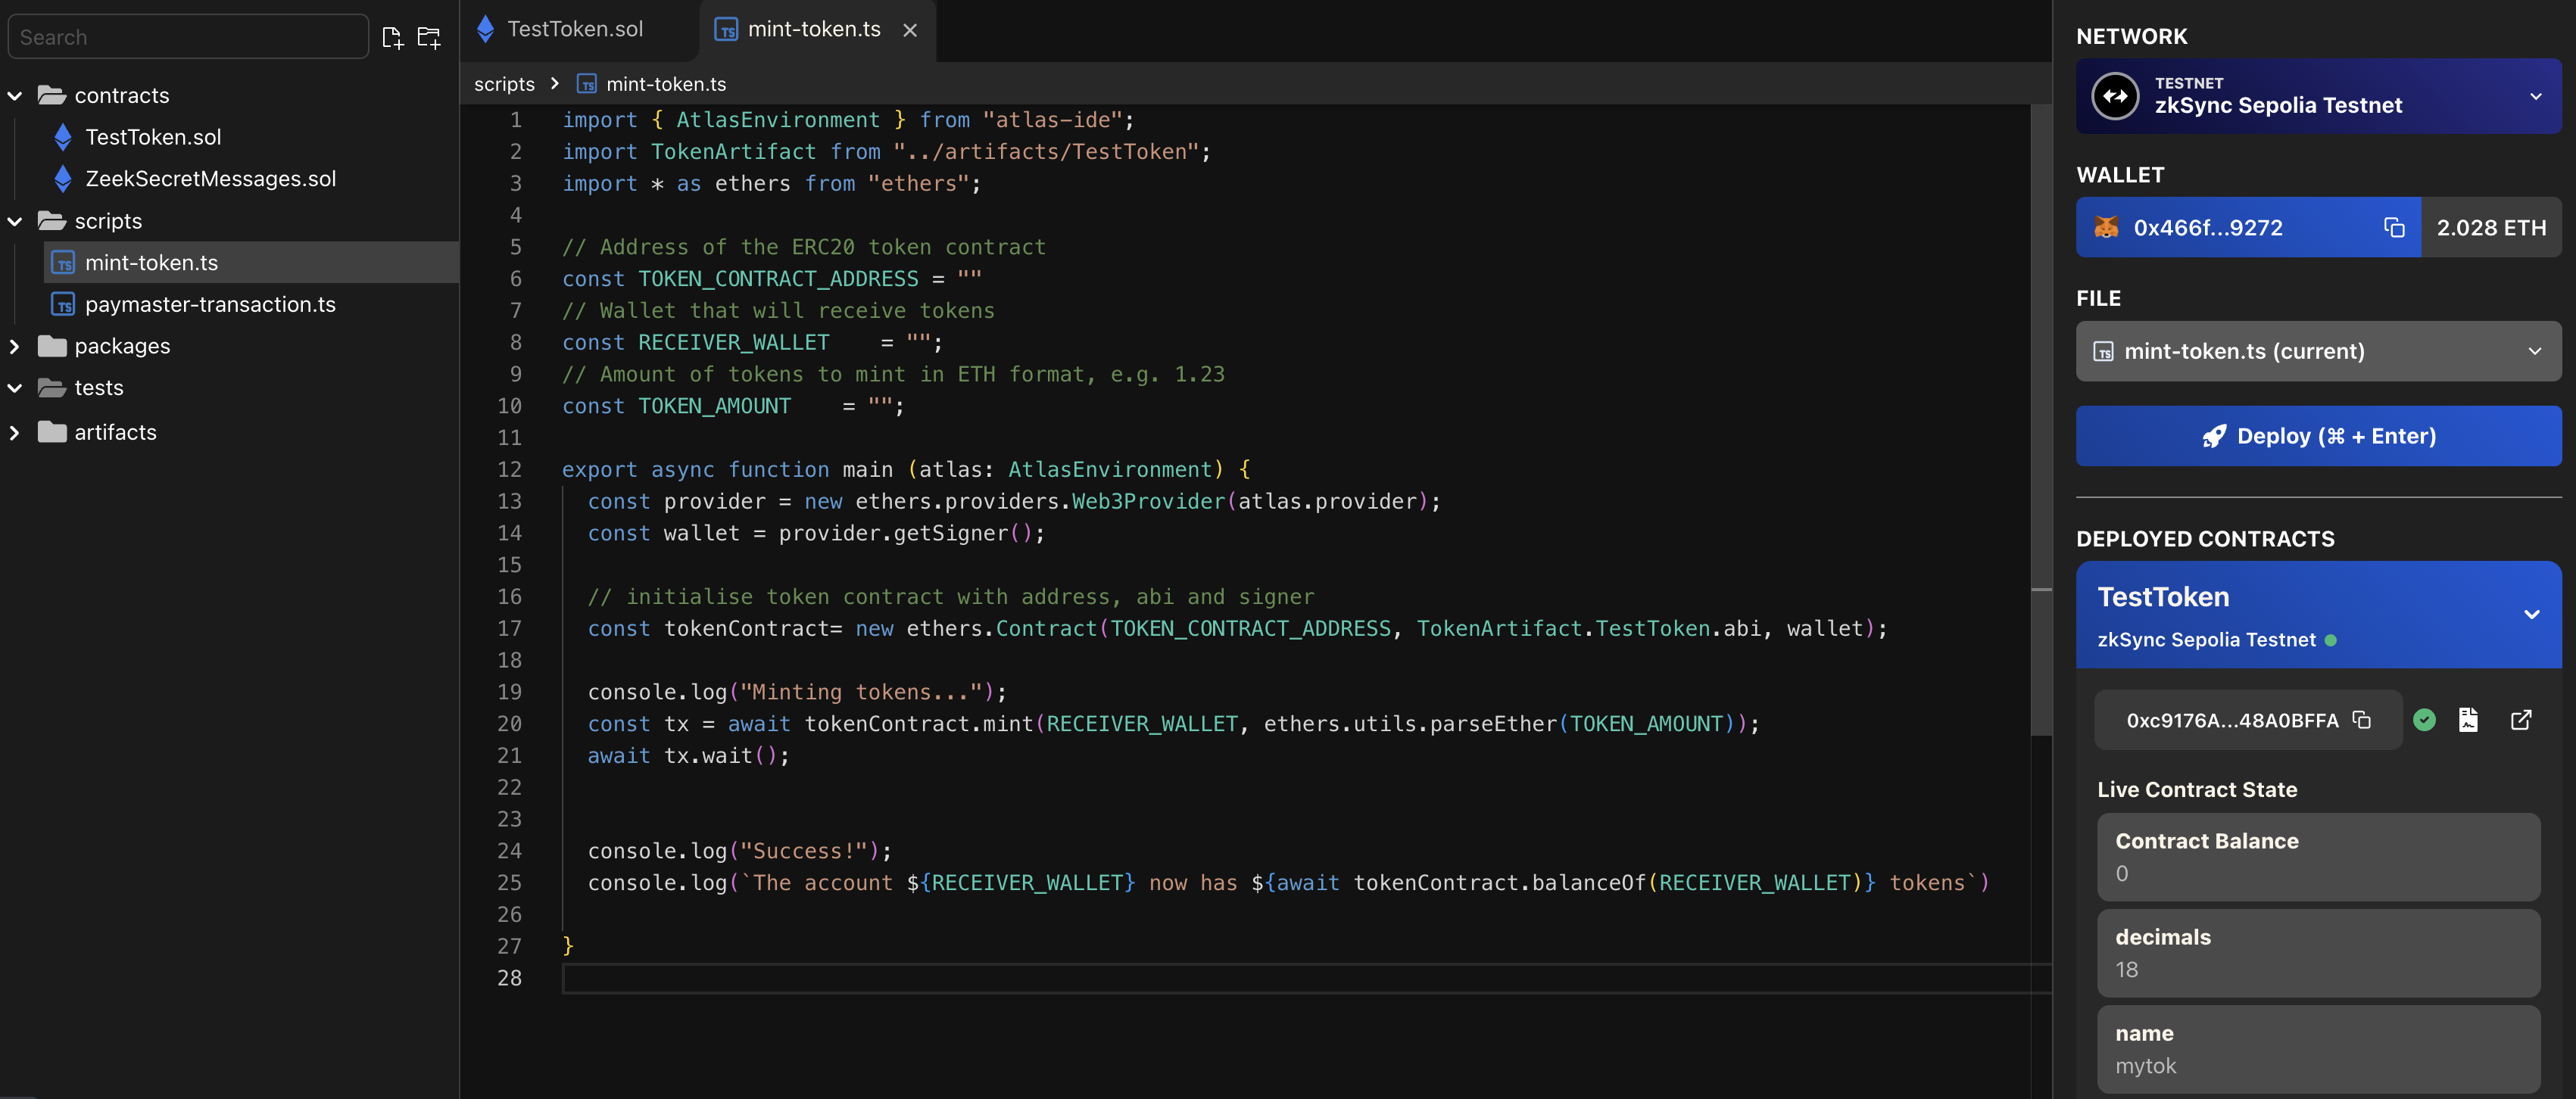 Search
contracts
TestToken.sol
ZeekSecretMessages.sol
scripts
mint-token.ts
paymaster-transaction.ts
packages
tests
artifacts
TestToken.sol
mint-token.ts
scripts > mint-token.ts
1 import { AtlasEnvironment } from "atlas-ide";
2 import TokenArtifact from "../artifacts/TestToken";
3 import * as ethers from "ethers";
4
5 // Address of the ERC20 token contract
6 const TOKEN_CONTRACT_ADDRESS = ""
7 // Wallet that will receive tokens
8 const RECEIVER_WALLET    = "";
9 // Amount of tokens to mint in ETH format, e.g. 1.23
10 const TOKEN_AMOUNT    = "";
11
12 export async function main (atlas: AtlasEnvironment) {
13   const provider = new ethers.providers.Web3Provider(atlas.provider);
14   const wallet = provider.getSigner();
15
16   // initialise token contract with address, abi and signer
17   const tokenContract= new ethers.Contract(TOKEN_CONTRACT_ADDRESS, TokenArtifact.TestToken.abi, wallet);
18
19   console.log("Minting tokens...");
20   const tx = await tokenContract.mint(RECEIVER_WALLET, ethers.utils.parseEther(TOKEN_AMOUNT));
21   await tx.wait();
22
23
24   console.log("Success!");
25   console.log(`The account ${RECEIVER_WALLET} now has ${await tokenContract.balanceOf(RECEIVER_WALLET)} tokens`)
26
27 }
28
NETWORK
TESTNET
zkSync Sepolia Testnet
WALLET
0x466f...9272 2.028 ETH
FILE
mint-token.ts (current)
Deploy (⌘ + Enter)
DEPLOYED CONTRACTS
TestToken
zkSync Sepolia Testnet
0xc9176A...48A0BFFA
Live Contract State
Contract Balance
0
decimals
18
name
mytok